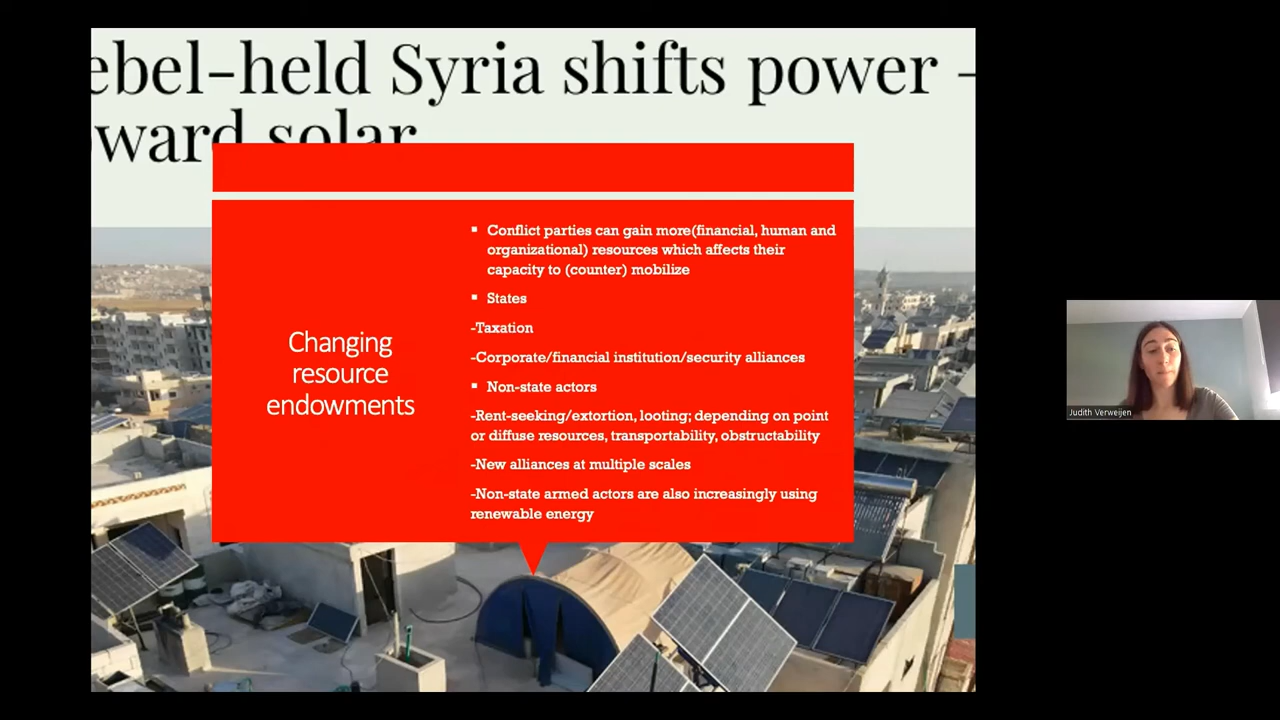 ebel-held Syria shifts power -
ward solar
Changing
resource
endowments
▪ Conflict parties can gain more(financial, human and
organizational) resources which affects their
capacity to (counter) mobilize
▪ States
-Taxation
-Corporate/financial institution/security alliances
▪ Non-state actors
-Rent-seeking/extortion, looting; depending on point
or diffuse resources, transportability, obstructability
-New alliances at multiple scales
-Non-state armed actors are also increasingly using
renewable energy
Judith Verweijen